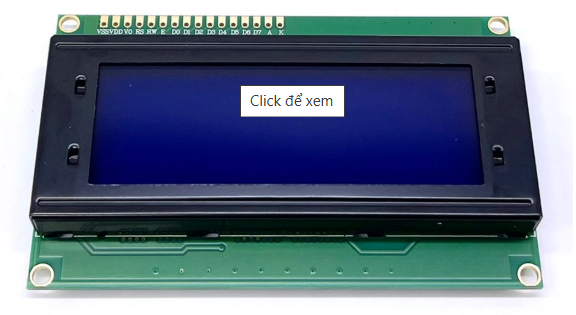 VSS VDD V0 RS RW E D0 D1 D2 D3 D4 D5 D6 D7 A K
Click để xem